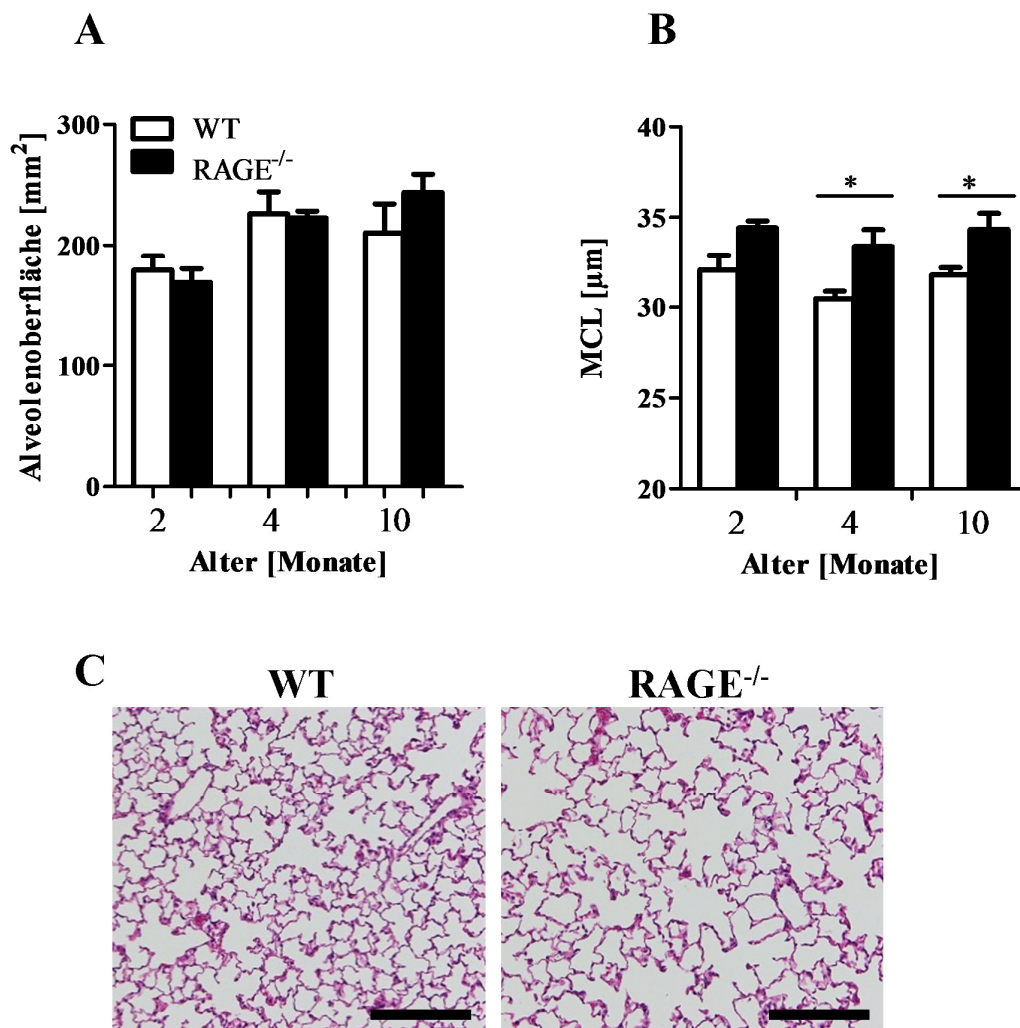 A
Alveolenoberfläche [mm²]
300
200
100
0
WT
RAGE⁻/⁻
2 4 10
Alter [Monate]
B
MCL [µm]
40
35
30
25
20
* *
2 4 10
Alter [Monate]
C
WT RAGE⁻/⁻